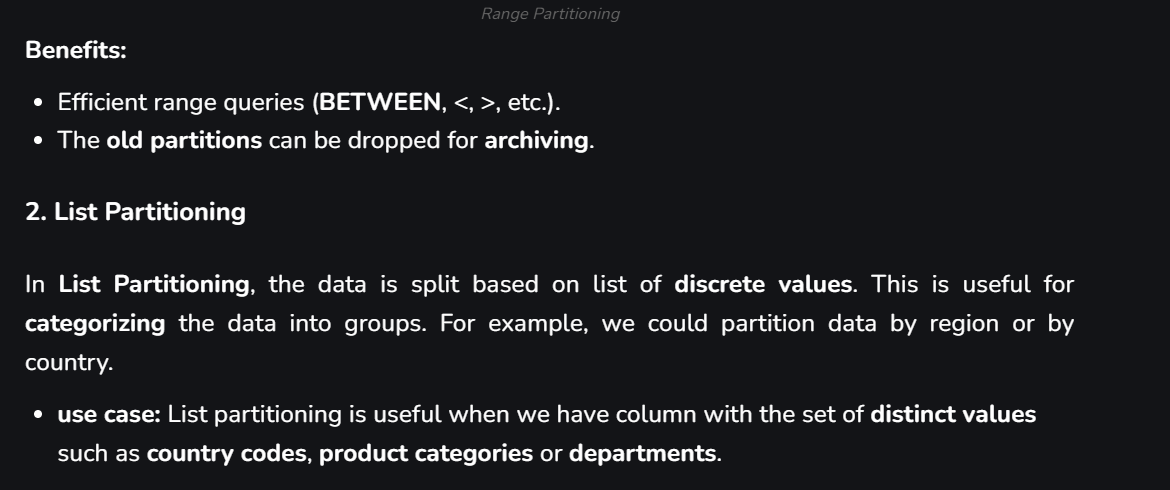 Range Partitioning
Benefits:
• Efficient range queries (BETWEEN, <, >, etc.).
• The old partitions can be dropped for archiving.
2. List Partitioning
In List Partitioning, the data is split based on list of discrete values. This is useful for
categorizing the data into groups. For example, we could partition data by region or by
country.
• use case: List partitioning is useful when we have column with the set of distinct values
such as country codes, product categories or departments.